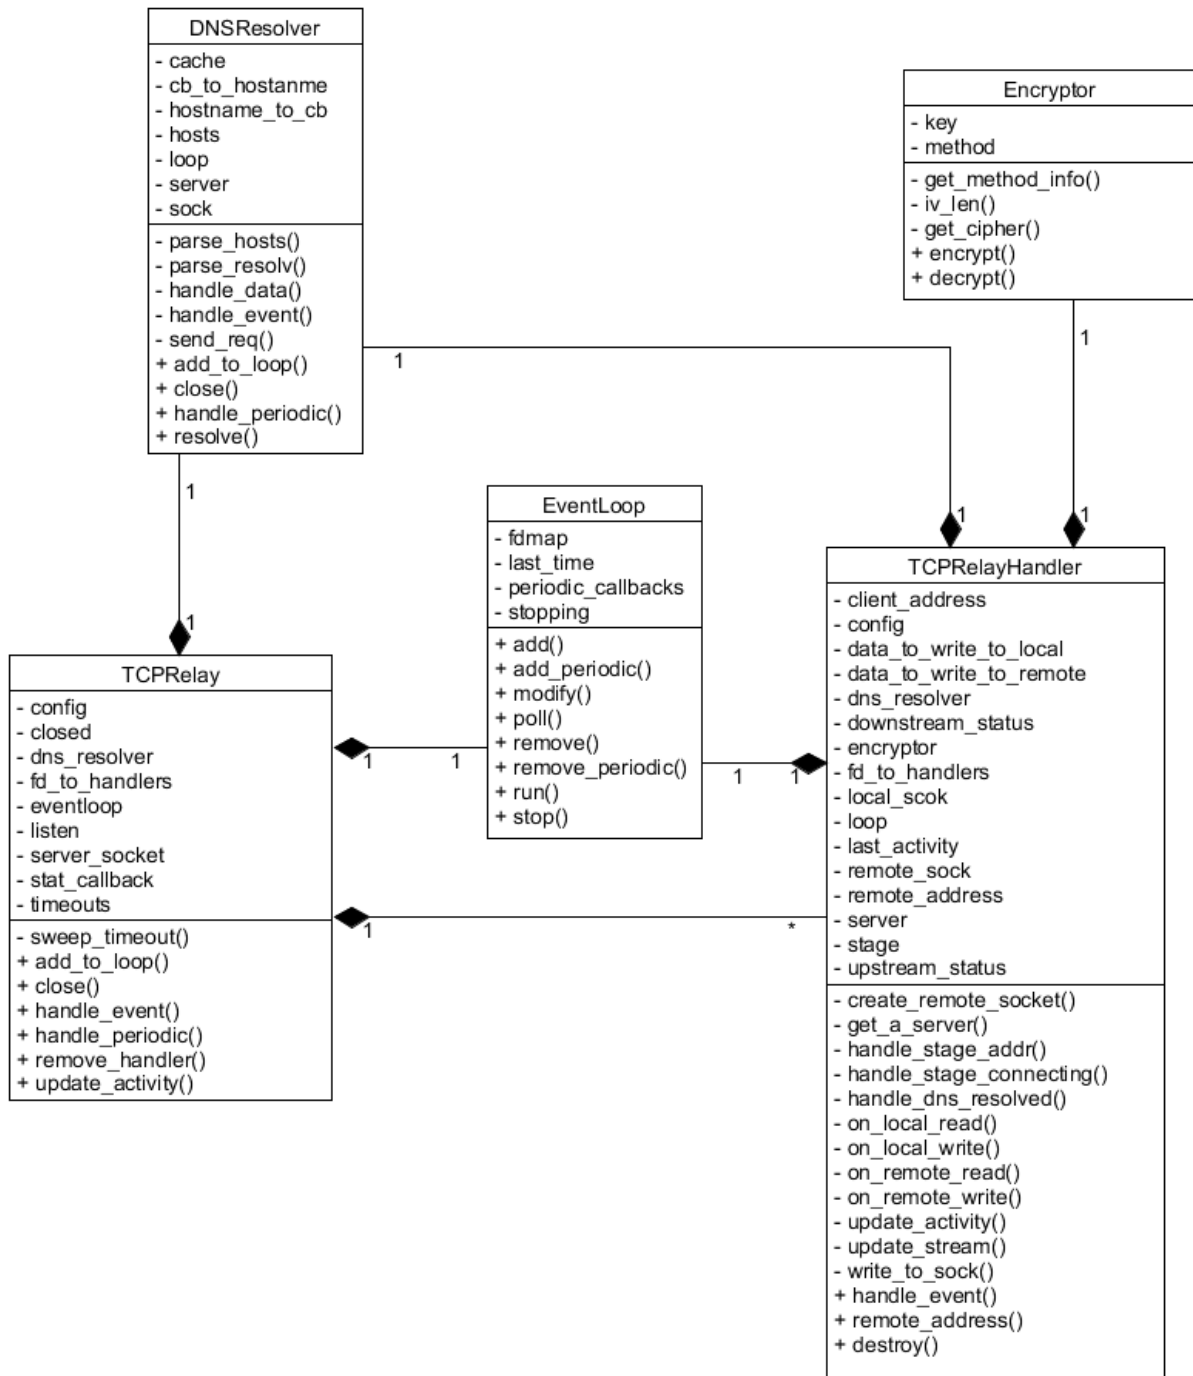 DNSResolver
- cache
- cb_to_hostanme
- hostname_to_cb
- hosts
- loop
- server
- sock
- parse_hosts()
- parse_resolv()
- handle_data()
- handle_event()
- send_req()
+ add_to_loop()
+ close()
+ handle_periodic()
+ resolve()
Encryptor
- key
- method
- get_method_info()
- iv_len()
- get_cipher()
+ encrypt()
+ decrypt()
1
1
1
1
1
1
EventLoop
- fdmap
- last_time
- periodic_callbacks
- stopping
+ add()
+ add_periodic()
+ modify()
+ poll()
+ remove()
+ remove_periodic()
+ run()
+ stop()
TCPRelay
- config
- closed
- dns_resolver
- fd_to_handlers
- eventloop
- listen
- server_socket
- stat_callback
- timeouts
- sweep_timeout()
+ add_to_loop()
+ close()
+ handle_event()
+ handle_periodic()
+ remove_handler()
+ update_activity()
1
1
1
1
1
*
TCPRelayHandler
- client_address
- config
- data_to_write_to_local
- data_to_write_to_remote
- dns_resolver
- downstream_status
- encryptor
- fd_to_handlers
- local_scok
- loop
- last_activity
- remote_sock
- remote_address
- server
- stage
- upstream_status
- create_remote_socket()
- get_a_server()
- handle_stage_addr()
- handle_stage_connecting()
- handle_dns_resolved()
- on_local_read()
- on_local_write()
- on_remote_read()
- on_remote_write()
- update_activity()
- update_stream()
- write_to_sock()
+ handle_event()
+ remote_address()
+ destroy()